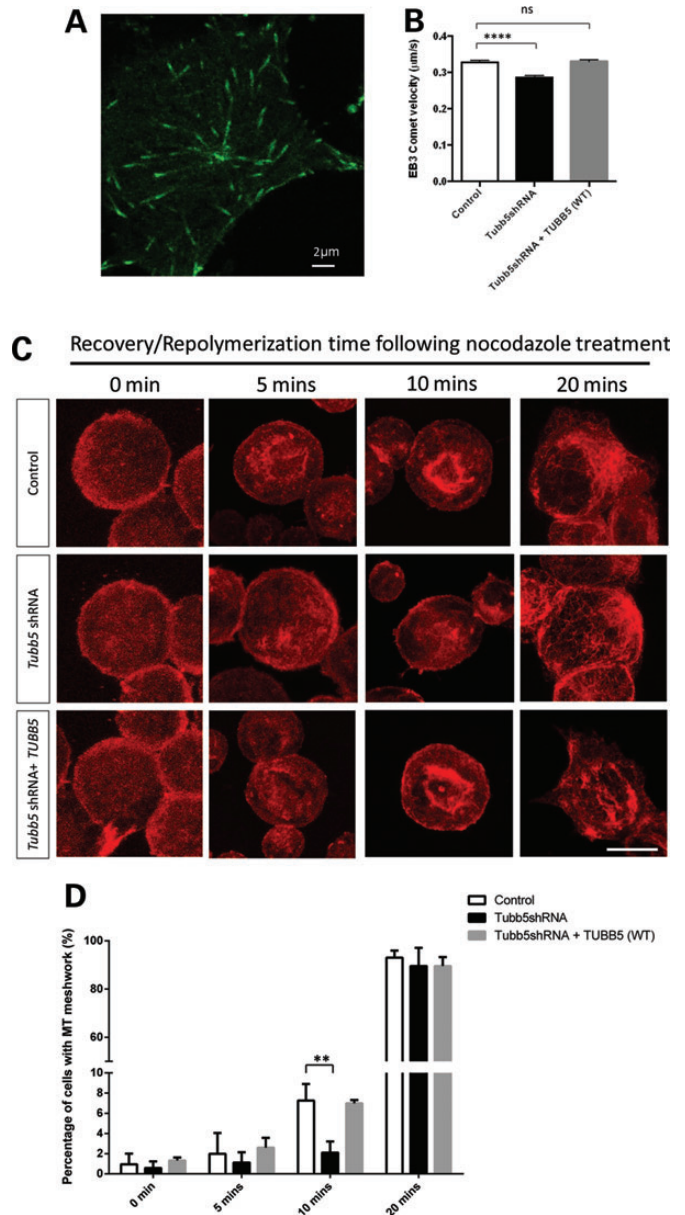 A
2μm
B
ns
****
EB3 Comet velocity (μm/s)
0.4
0.3
0.2
0.1
0.0
Control
Tubb5shRNA
Tubb5shRNA + TUBB5 (WT)
C
Recovery/Repolymerization time following nocodazole treatment
0 min
5 mins
10 mins
20 mins
Control
Tubb5 shRNA
Tubb5 shRNA+ TUBB5
D
Control
Tubb5shRNA
Tubb5shRNA + TUBB5 (WT)
Percentage of cells with MT meshwork (%)
100
80
60
10
8
6
4
2
0
**
0 min
5 mins
10 mins
20 mins